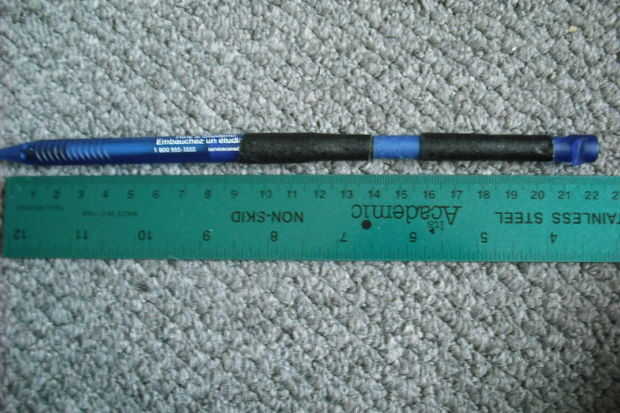 Embauchez un étudi
1 800 935-5555
1 2 3 4 5 6 7 8 9 10 11 12 13 14 15 16 17 18 19 20 21 22
12 11 10 9 NON-SKID 8 7 It's Academic 6 5 STAINLESS STEEL 4